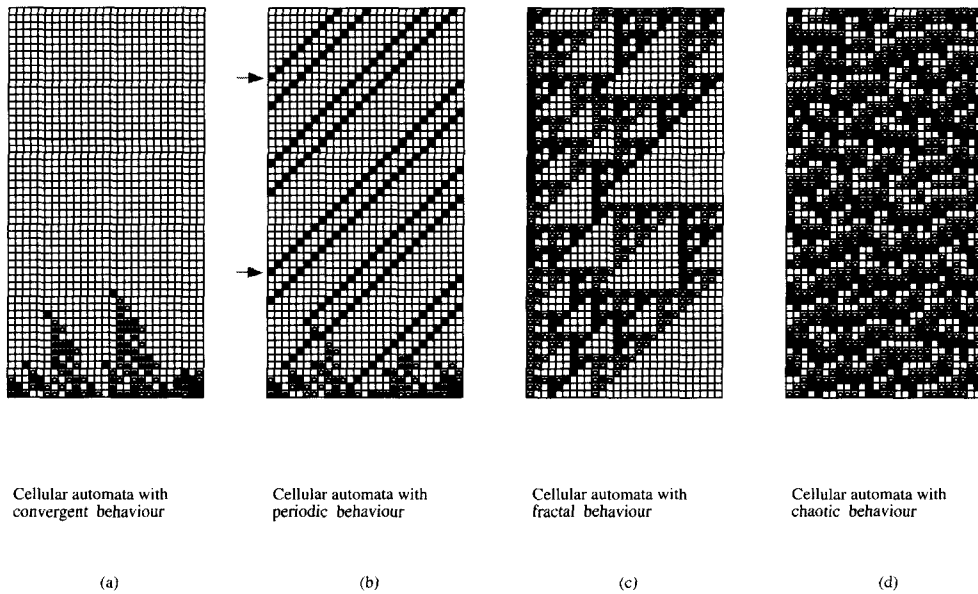 Cellular automata with
convergent behaviour
(a)
Cellular automata with
periodic behaviour
(b)
Cellular automata with
fractal behaviour
(c)
Cellular automata with
chaotic behaviour
(d)